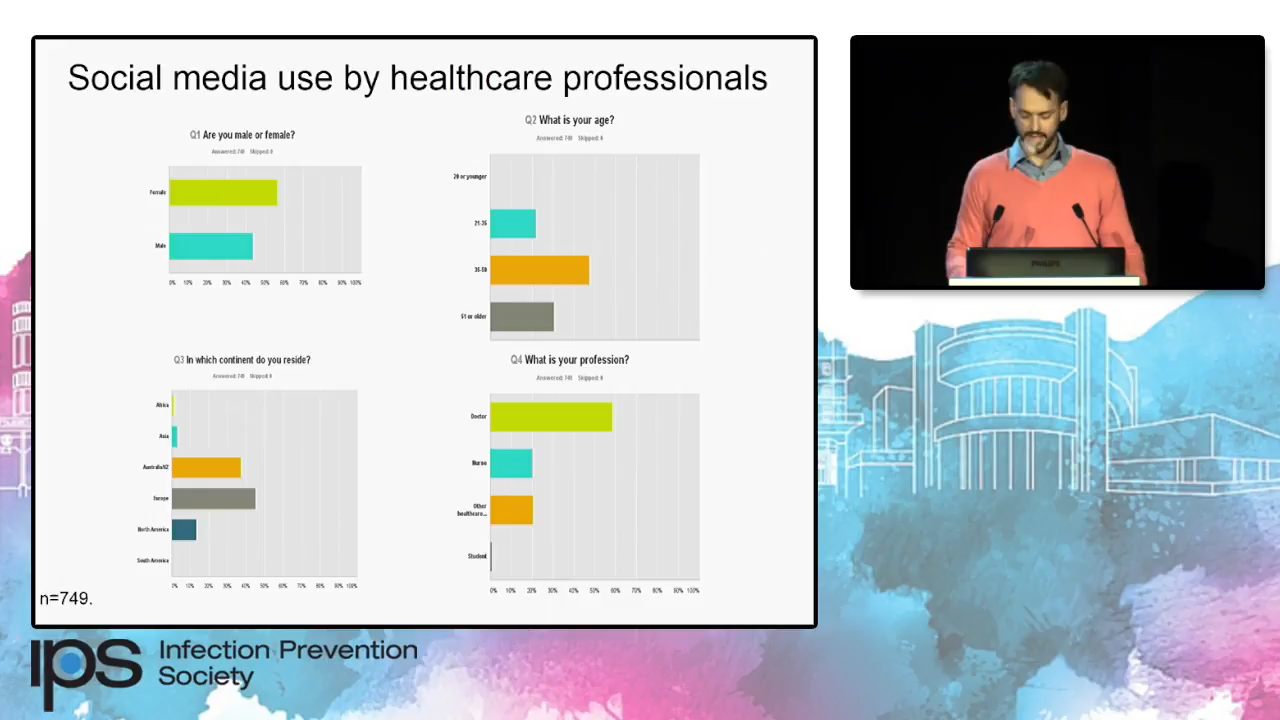 Social media use by healthcare professionals
Q1 Are you male or female?
Answered: 749 Skipped: 0
Female
Male
0% 10% 20% 30% 40% 50% 60% 70% 80% 90% 100%
Q2 What is your age?
Answered: 749 Skipped: 0
20 or younger
21-35
36-50
51 or older
Q3 In which continent do you reside?
Answered: 749 Skipped: 0
Africa
Asia
Australia/NZ
Europe
North America
South America
0% 10% 20% 30% 40% 50% 60% 70% 80% 90% 100%
Q4 What is your profession?
Answered: 749 Skipped: 0
Doctor
Nurse
Other
healthcare...
Student
0% 10% 20% 30% 40% 50% 60% 70% 80% 90% 100%
n=749.
PHILIPS
IPS Infection Prevention
Society